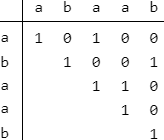 a b a a b
a 1 0 1 0 0
b 1 0 0 1
a 1 1 0
a 1 0
b 1